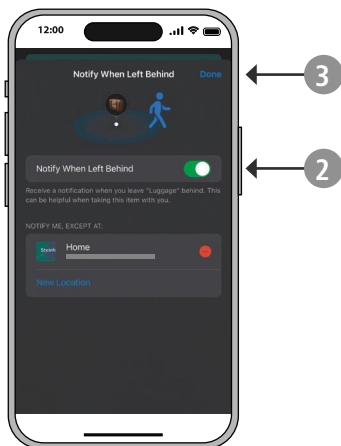 12:00
Notify When Left Behind
Done
3
Notify When Left Behind
2
Receive a notification when you leave "Luggage" behind. This
can be helpful when taking this item with you.
NOTIFY ME, EXCEPT AT:
Home
New Location